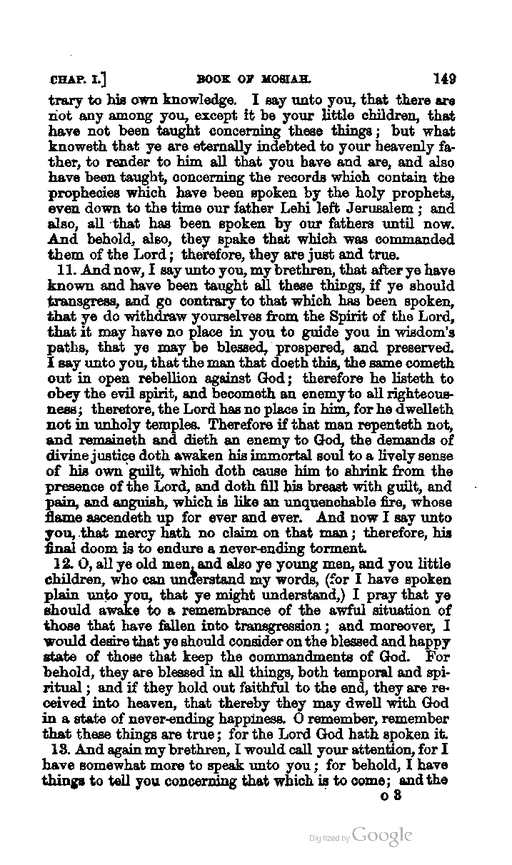 CHAP. I.] BOOK OF MOSIAH. 149
trary to his own knowledge. I say unto you, that there are
not any among you, except it be your little children, that
have not been taught concerning these things; but what
knoweth that ye are eternally indebted to your heavenly fa-
ther, to render to him all that you have and are, and also
have been taught, concerning the records which contain the
prophecies which have been spoken by the holy prophets,
even down to the time our father Lehi left Jerusalem; and
also, all that has been spoken by our fathers until now.
And behold, also, they spake that which was commanded
them of the Lord; therefore, they are just and true.
11. And now, I say unto you, my brethren, that after ye have
known and have been taught all these things, if ye should
transgress, and go contrary to that which has been spoken,
that ye do withdraw yourselves from the Spirit of the Lord,
that it may have no place in you to guide you in wisdom's
paths, that ye may be blessed, prospered, and preserved.
I say unto you, that the man that doeth this, the same cometh
out in open rebellion against God; therefore he listeth to
obey the evil spirit, and becometh an enemy to all righteous-
ness; therefore, the Lord has no place in him, for he dwelleth
not in unholy temples. Therefore if that man repenteth not,
and remaineth and dieth an enemy to God, the demands of
divine justice doth awaken his immortal soul to a lively sense
of his own guilt, which doth cause him to shrink from the
presence of the Lord, and doth fill his breast with guilt, and
pain, and anguish, which is like an unquenchable fire, whose
flame ascendeth up for ever and ever. And now I say unto
you, that mercy hath no claim on that man; therefore, his
final doom is to endure a never-ending torment.
12. O, all ye old men, and also ye young men, and you little
children, who can understand my words, (for I have spoken
plain unto you, that ye might understand,) I pray that ye
should awake to a remembrance of the awful situation of
those that have fallen into transgression; and moreover, I
would desire that ye should consider on the blessed and happy
state of those that keep the commandments of God. For
behold, they are blessed in all things, both temporal and spi-
ritual; and if they hold out faithful to the end, they are re-
ceived into heaven, that thereby they may dwell with God
in a state of never-ending happiness. O remember, remember
that these things are true; for the Lord God hath spoken it.
13. And again my brethren, I would call your attention, for I
have somewhat more to speak unto you; for behold, I have
things to tell you concerning that which is to come; and the
o 3
Digitized by Google